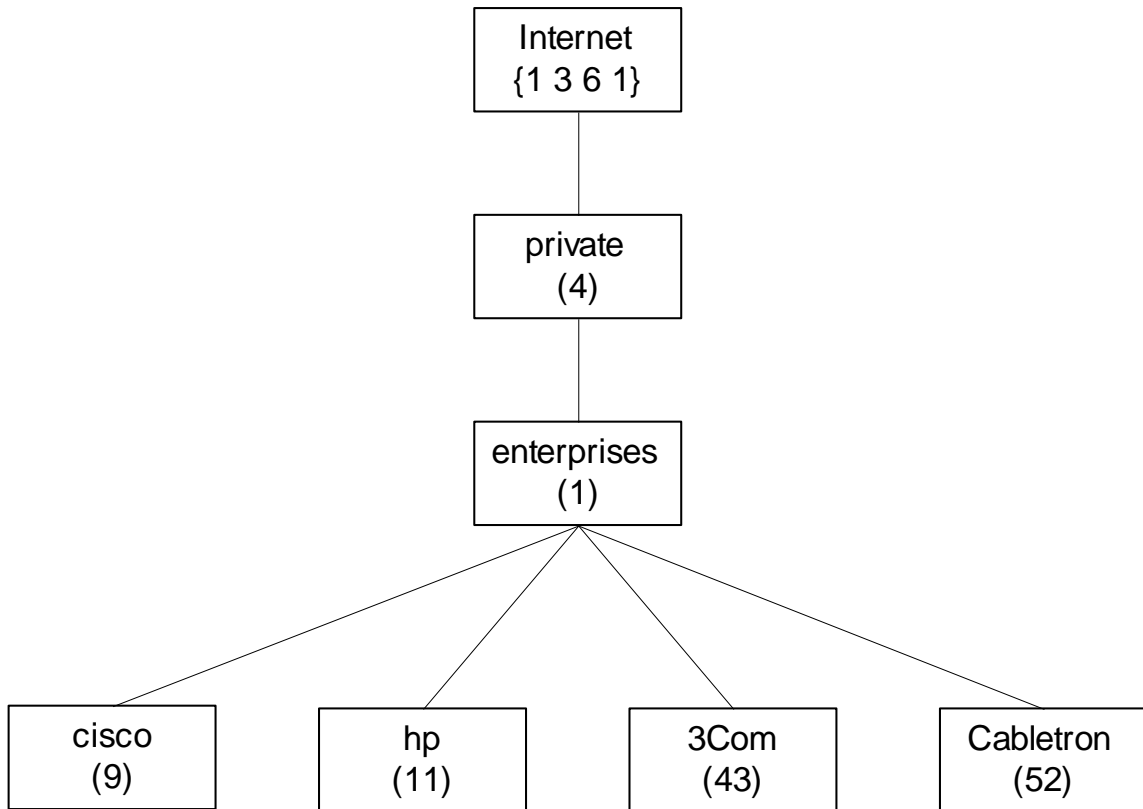 Internet
{1 3 6 1}
private
(4)
enterprises
(1)
cisco
(9)
hp
(11)
3Com
(43)
Cabletron
(52)